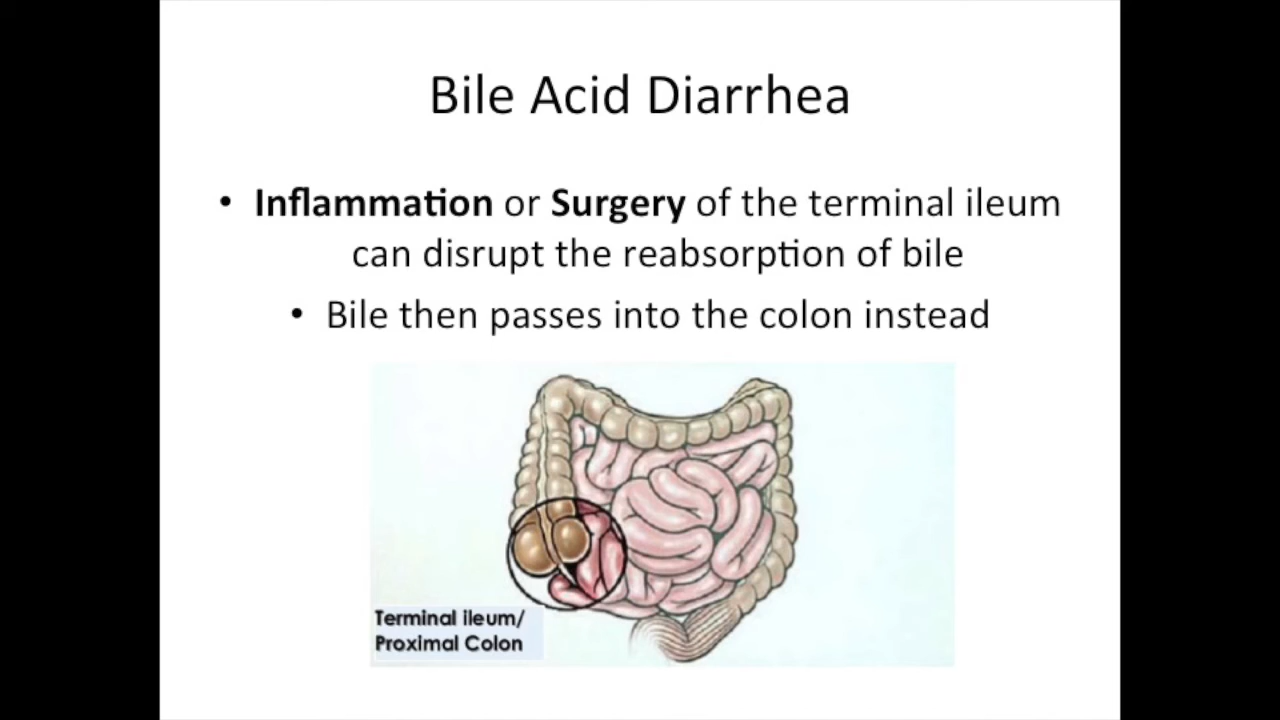 Bile Acid Diarrhea
• Inflammation or Surgery of the terminal ileum
can disrupt the reabsorption of bile
• Bile then passes into the colon instead
Terminal ileum/
Proximal Colon